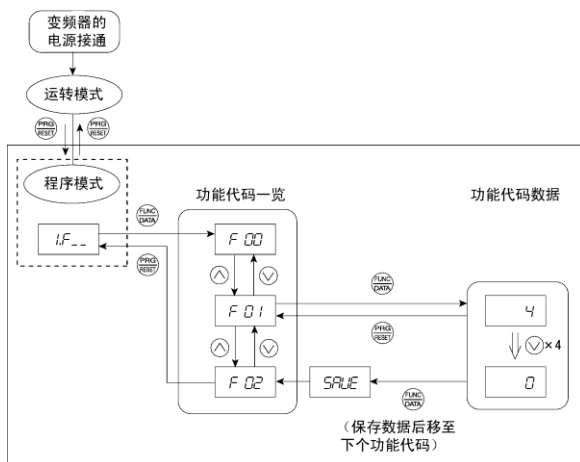 变频器的
电源接通
运转模式
PRG
RESET
PRG
RESET
程序模式
功能代码一览
功能代码数据
FUNC
DATA
1.F__
F 00
PRG
RESET
FUNC
DATA
F 01
4
PRG
RESET
×4
F 02
SAVE
0
FUNC
DATA
（保存数据后移至
下个功能代码）